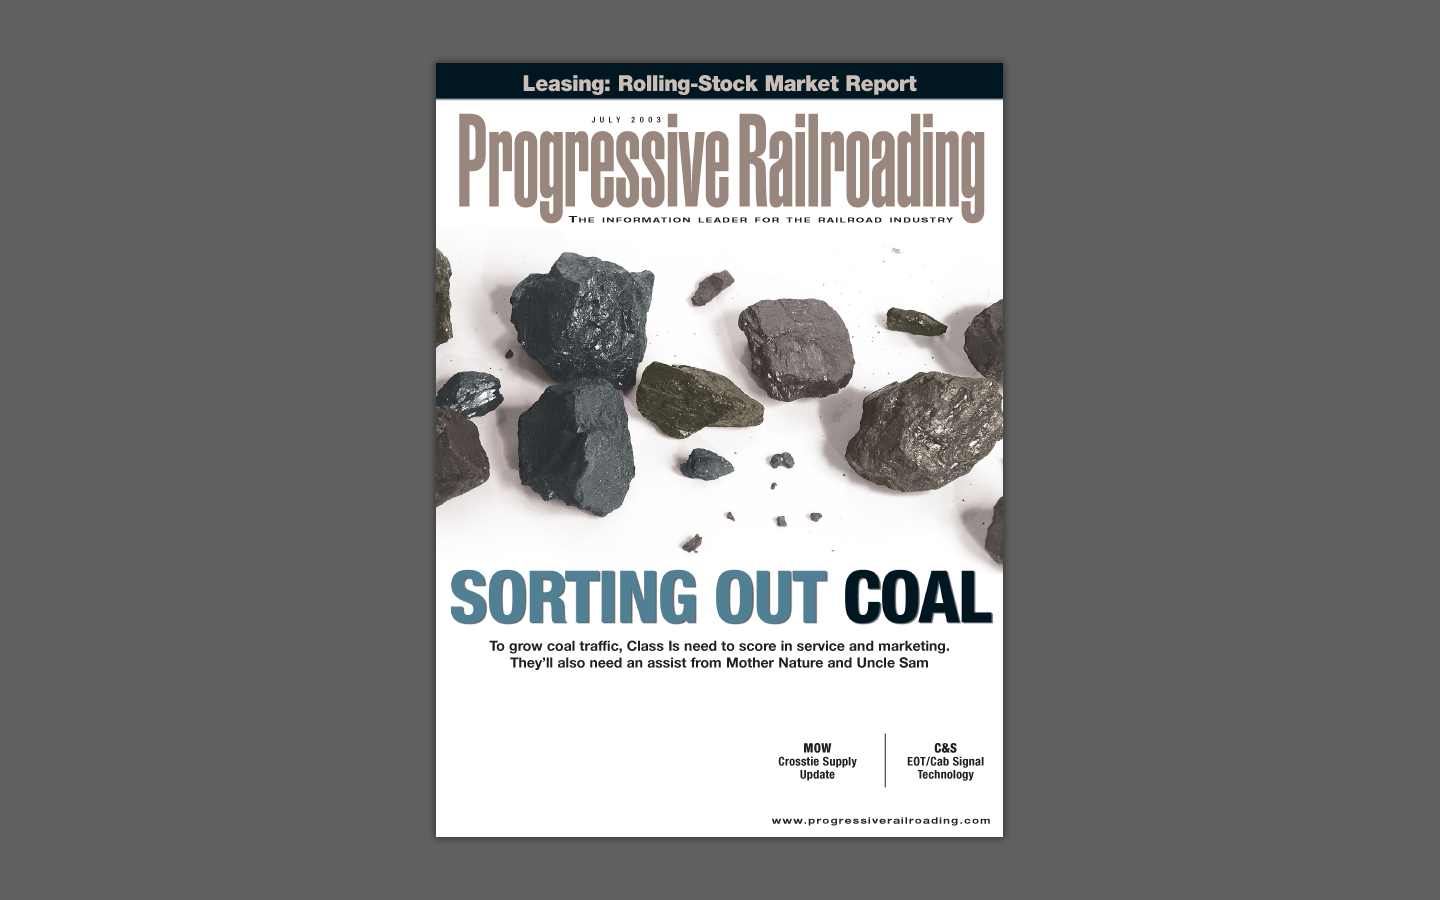 Leasing: Rolling-Stock Market Report
JULY 2003
Progressive Railroading
THE INFORMATION LEADER FOR THE RAILROAD INDUSTRY
SORTING OUT COAL
To grow coal traffic, Class Is need to score in service and marketing.
They'll also need an assist from Mother Nature and Uncle Sam
MOW
Crosstie Supply
Update
C&S
EOT/Cab Signal
Technology
www.progressiverailroading.com